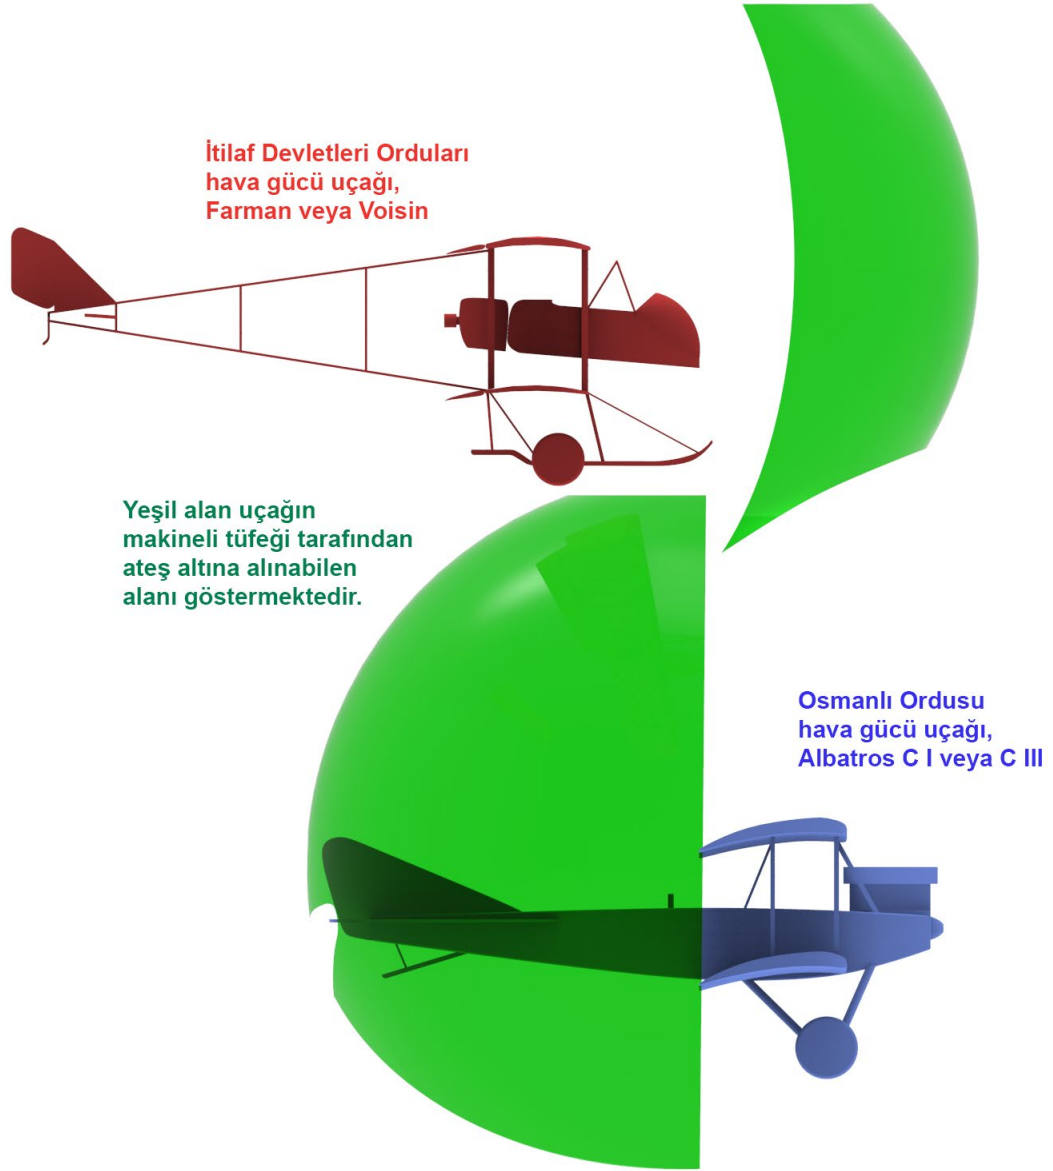 İtilaf Devletleri Orduları
hava gücü uçağı,
Farman veya Voisin
Yeşil alan uçağın
makineli tüfeği tarafından
ateş altına alınabilen
alanı göstermektedir.
Osmanlı Ordusu
hava gücü uçağı,
Albatros C I veya C III